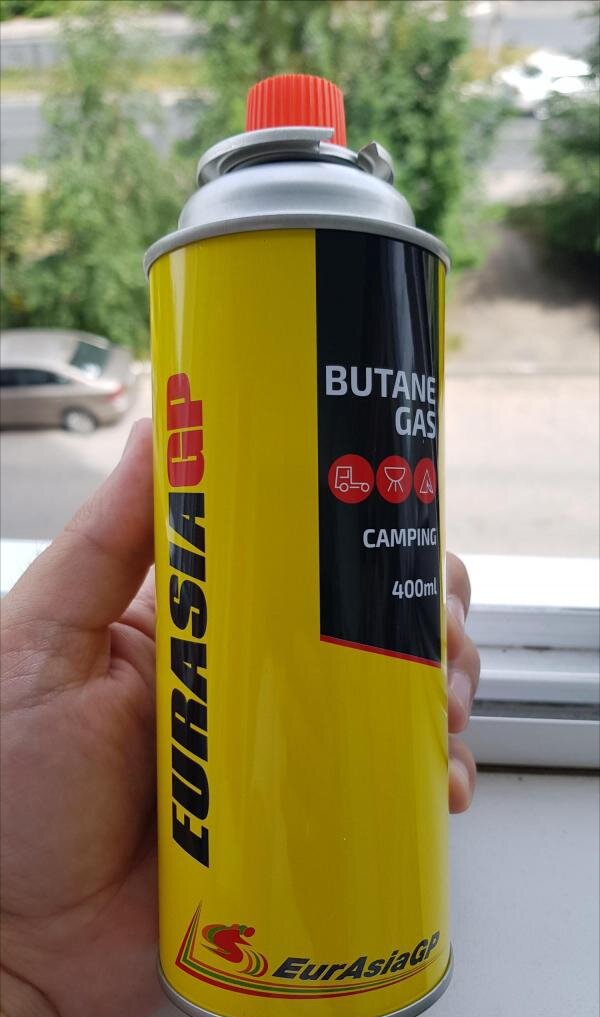 BUTANE
GAS
CAMPING
400ml
EURASIAGP
EurAsiaGP